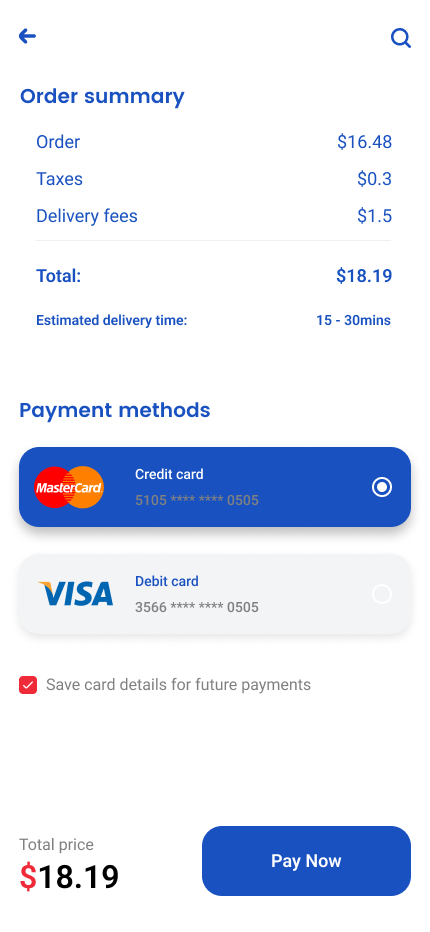 Order summary
Order $16.48
Taxes $0.3
Delivery fees $1.5
Total: $18.19
Estimated delivery time: 15 - 30mins
Payment methods
MasterCard
Credit card
5105 **** **** 0505
VISA
Debit card
3566 **** **** 0505
Save card details for future payments
Total price
$18.19
Pay Now